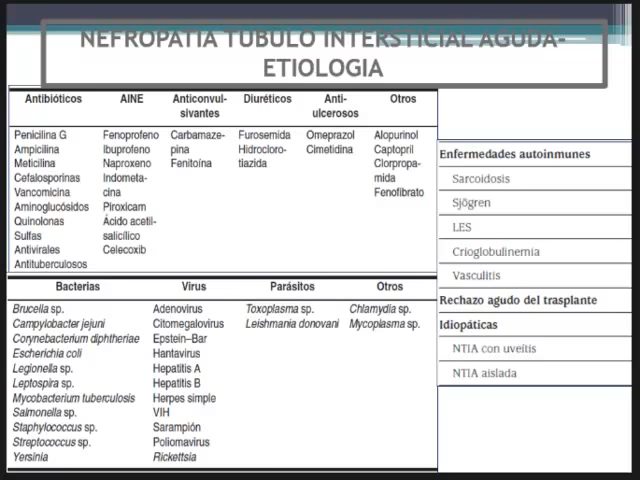 NEFROPATIA TUBULO INTERSTICIAL AGUDA-
ETIOLOGIA
Antibióticos AINE Anticonvul- Diuréticos Anti- Otros
sivantes ulcerosos
Penicilina G Fenoprofeno Carbamaze- Furosemida Omeprazol Alopurinol
Ampicilina Ibuprofeno pina Hidrocloro- Cimetidina Captopril
Meticilina Naproxeno Fenitoína tiazida Clorpropa-
Cefalosporinas Indometa- mida
Vancomicina cina Fenofibrato
Aminoglucósidos Piroxicam
Quinolonas Ácido acetil-
Sulfas salicílico
Antivirales Celecoxib
Antituberculosos
Bacterias Virus Parásitos Otros
Brucella sp. Adenovirus Toxoplasma sp. Chlamydia sp.
Campylobacter jejuni Citomegalovirus Leishmania donovani Mycoplasma sp.
Corynebacterium diphtheriae Epstein–Bar
Escherichia coli Hantavirus
Legionella sp. Hepatitis A
Leptospira sp. Hepatitis B
Mycobacterium tuberculosis Herpes simple
Salmonella sp. VIH
Staphylococcus sp. Sarampión
Streptococcus sp. Poliomavirus
Yersinia Rickettsia
Enfermedades autoinmunes
Sarcoidosis
Sjögren
LES
Crioglobulinemia
Vasculitis
Rechazo agudo del trasplante
Idiopáticas
NTIA con uveítis
NTIA aislada